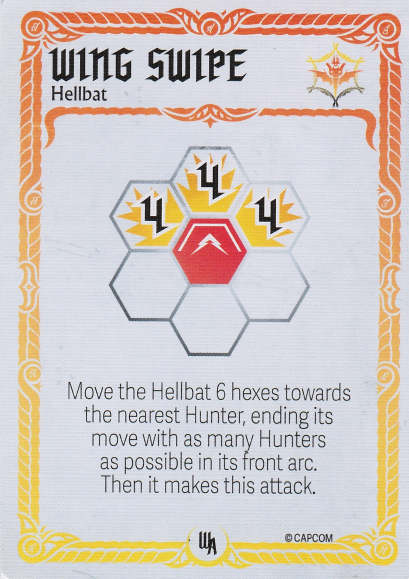 WING SWIPE
Hellbat
4
4
4
Move the Hellbat 6 hexes towards
the nearest Hunter, ending its
move with as many Hunters
as possible in its front arc.
Then it makes this attack.
WA
© CAPCOM